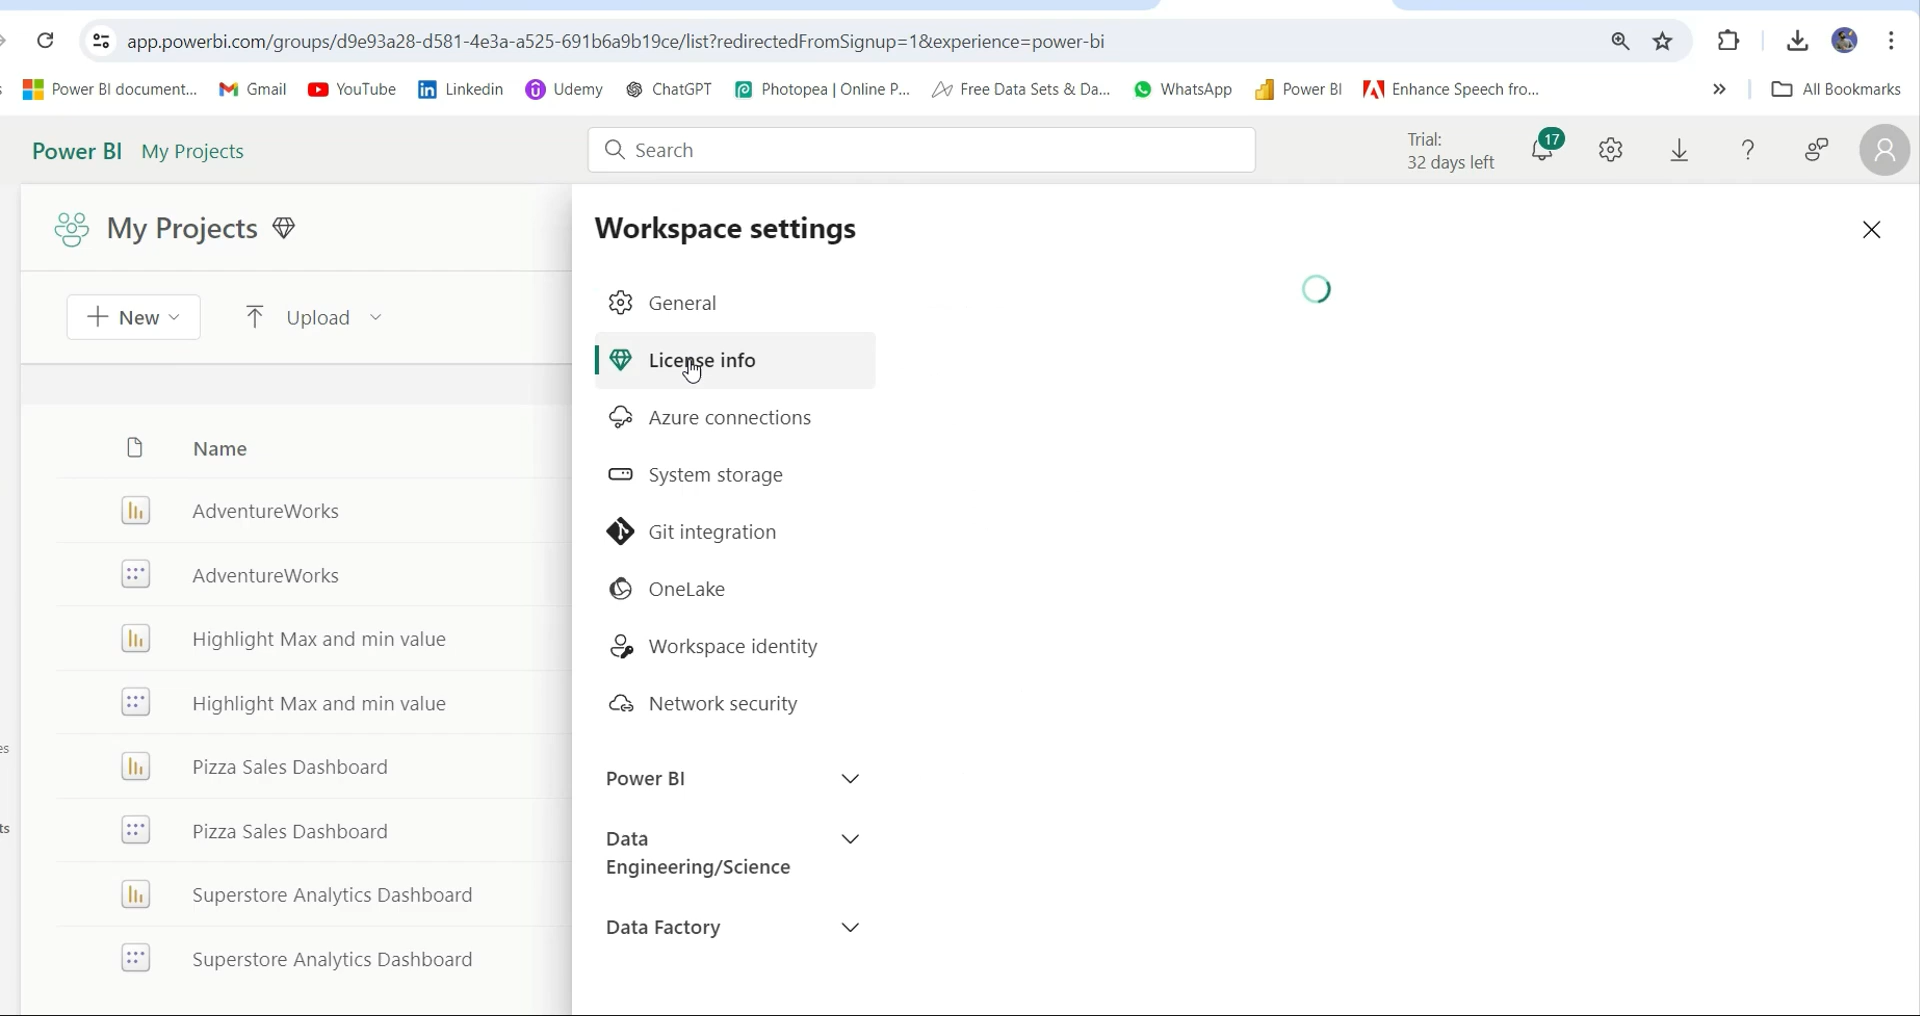 app.powerbi.com/groups/d9e93a28-d581-4e3a-a525-691b6a9b19ce/list?redirectedFromSignup=1&experience=power-bi
Power BI document... Gmail YouTube Linkedin Udemy ChatGPT Photopea | Online P... Free Data Sets & Da... WhatsApp Power BI Enhance Speech fro... » All Bookmarks
Power BI My Projects Search Trial: 17
32 days left
My Projects Workspace settings
General
New Upload
License info
Azure connections
Name
System storage
AdventureWorks
Git integration
AdventureWorks
OneLake
Highlight Max and min value
Workspace identity
Highlight Max and min value
Network security
Pizza Sales Dashboard
Power BI
Pizza Sales Dashboard
Data
Engineering/Science
Superstore Analytics Dashboard
Data Factory
Superstore Analytics Dashboard